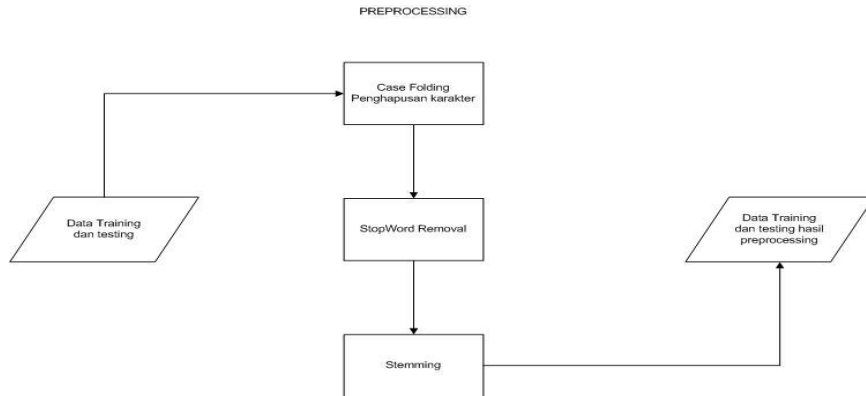 PREPROCESSING
Case Folding
Penghapusan karakter
Data Training
dan testing
StopWord Removal
Data Training
dan testing hasil
preprocessing
Stemming